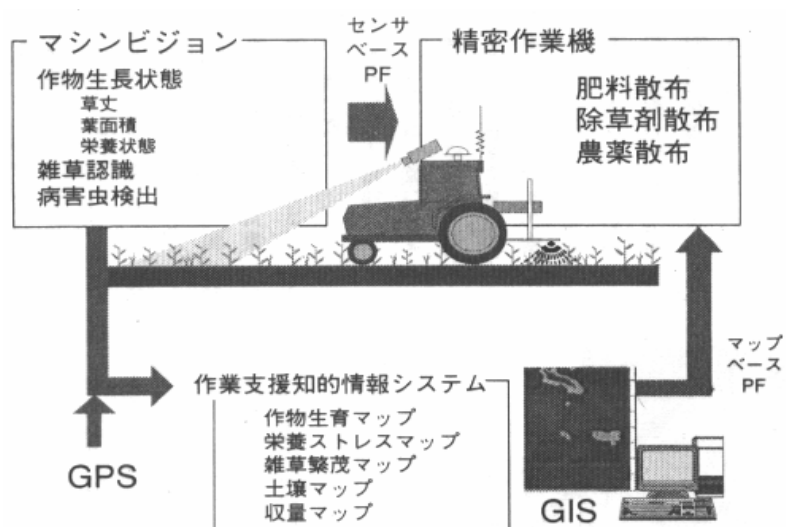 マシンビジョン
作物生長状態
草丈
葉面積
栄養状態
雑草認識
病害虫検出
センサ
ベース
PF
精密作業機
肥料散布
除草剤散布
農薬散布
マップ
ベース
PF
作業支援知的情報システム
作物生育マップ
栄養ストレスマップ
雑草繁茂マップ
土壌マップ
収量マップ
GPS
GIS